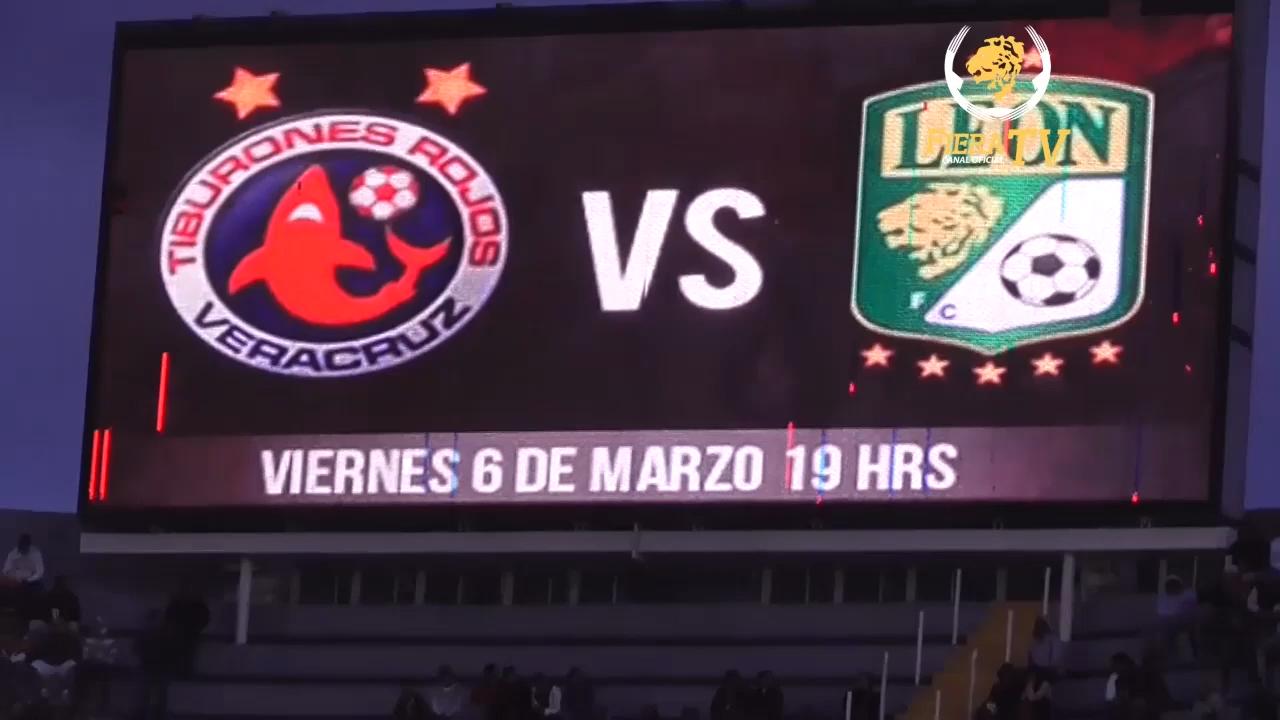 TIBURONES ROJOS
VERACRUZ
VS
LEON
F C
FIERA TV
CANAL OFICIAL
VIERNES 6 DE MARZO 19 HRS